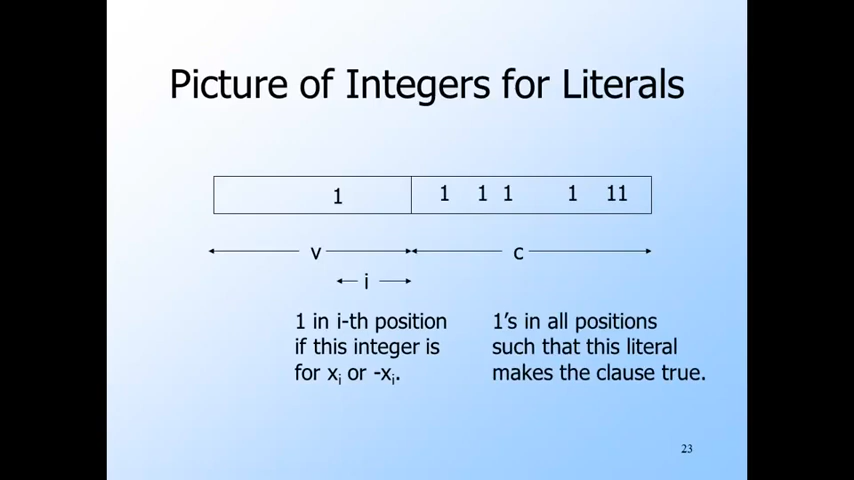 Picture of Integers for Literals
1 1 1 1 1 11
v c
i
1 in i-th position
if this integer is
for xi or -xi.
1's in all positions
such that this literal
makes the clause true.
23